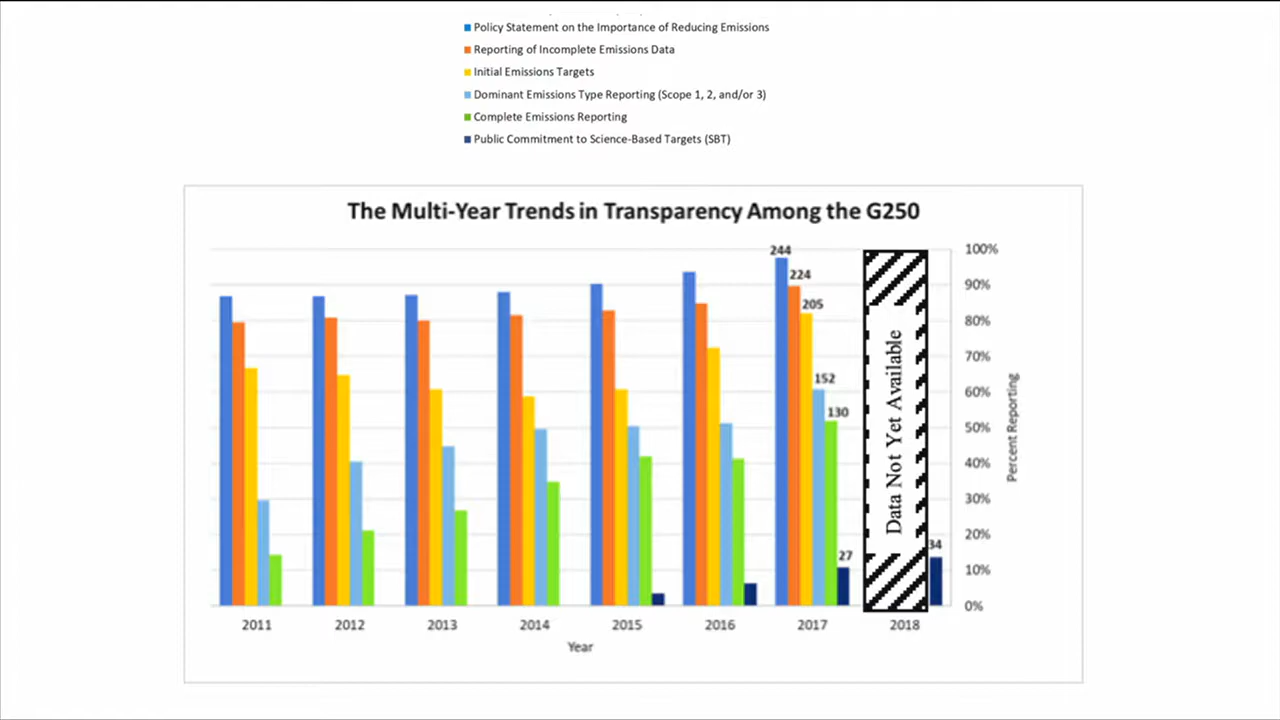 Policy Statement on the Importance of Reducing Emissions
Reporting of Incomplete Emissions Data
Initial Emissions Targets
Dominant Emissions Type Reporting (Scope 1, 2, and/or 3)
Complete Emissions Reporting
Public Commitment to Science-Based Targets (SBT)
The Multi-Year Trends in Transparency Among the G250
244
224
205
152
130
27
34
Data Not Yet Available
100%
90%
80%
70%
60%
50%
40%
30%
20%
10%
0%
Percent Reporting
2011 2012 2013 2014 2015 2016 2017 2018
Year